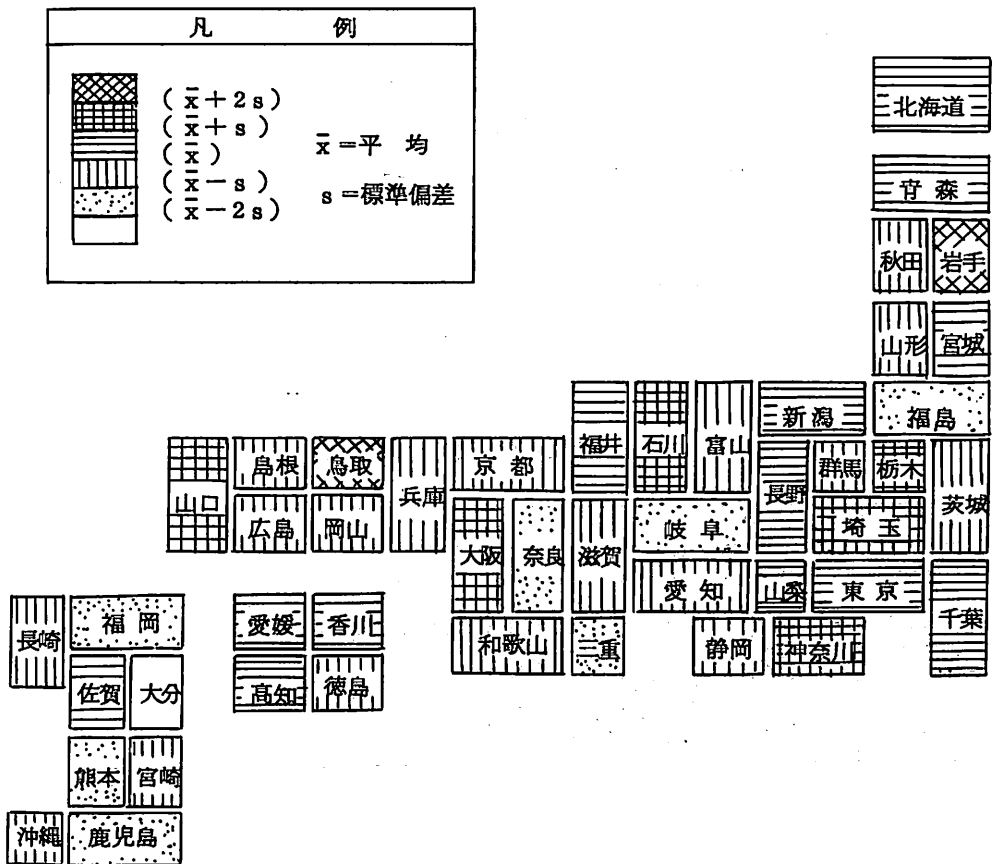 凡 例
(x̄+2s)
(x̄+s)
(x̄)
(x̄-s)
(x̄-2s)
x̄=平 均
s=標準偏差
北海道
青 森
秋田 岩手
山形 宮城
新 潟 福島
福井 石川 富山
島根 鳥取 兵庫 京 都
長野 群馬 栃木 茨城
山口 広島 岡山
大阪 奈良 滋賀 岐 阜 埼 玉
愛 知 山梨 東 京 千葉
和歌山 三重 静岡 神奈川
長崎 福 岡 愛媛 香川
佐賀 大分 高知 徳島
熊本 宮崎
沖縄 鹿児島